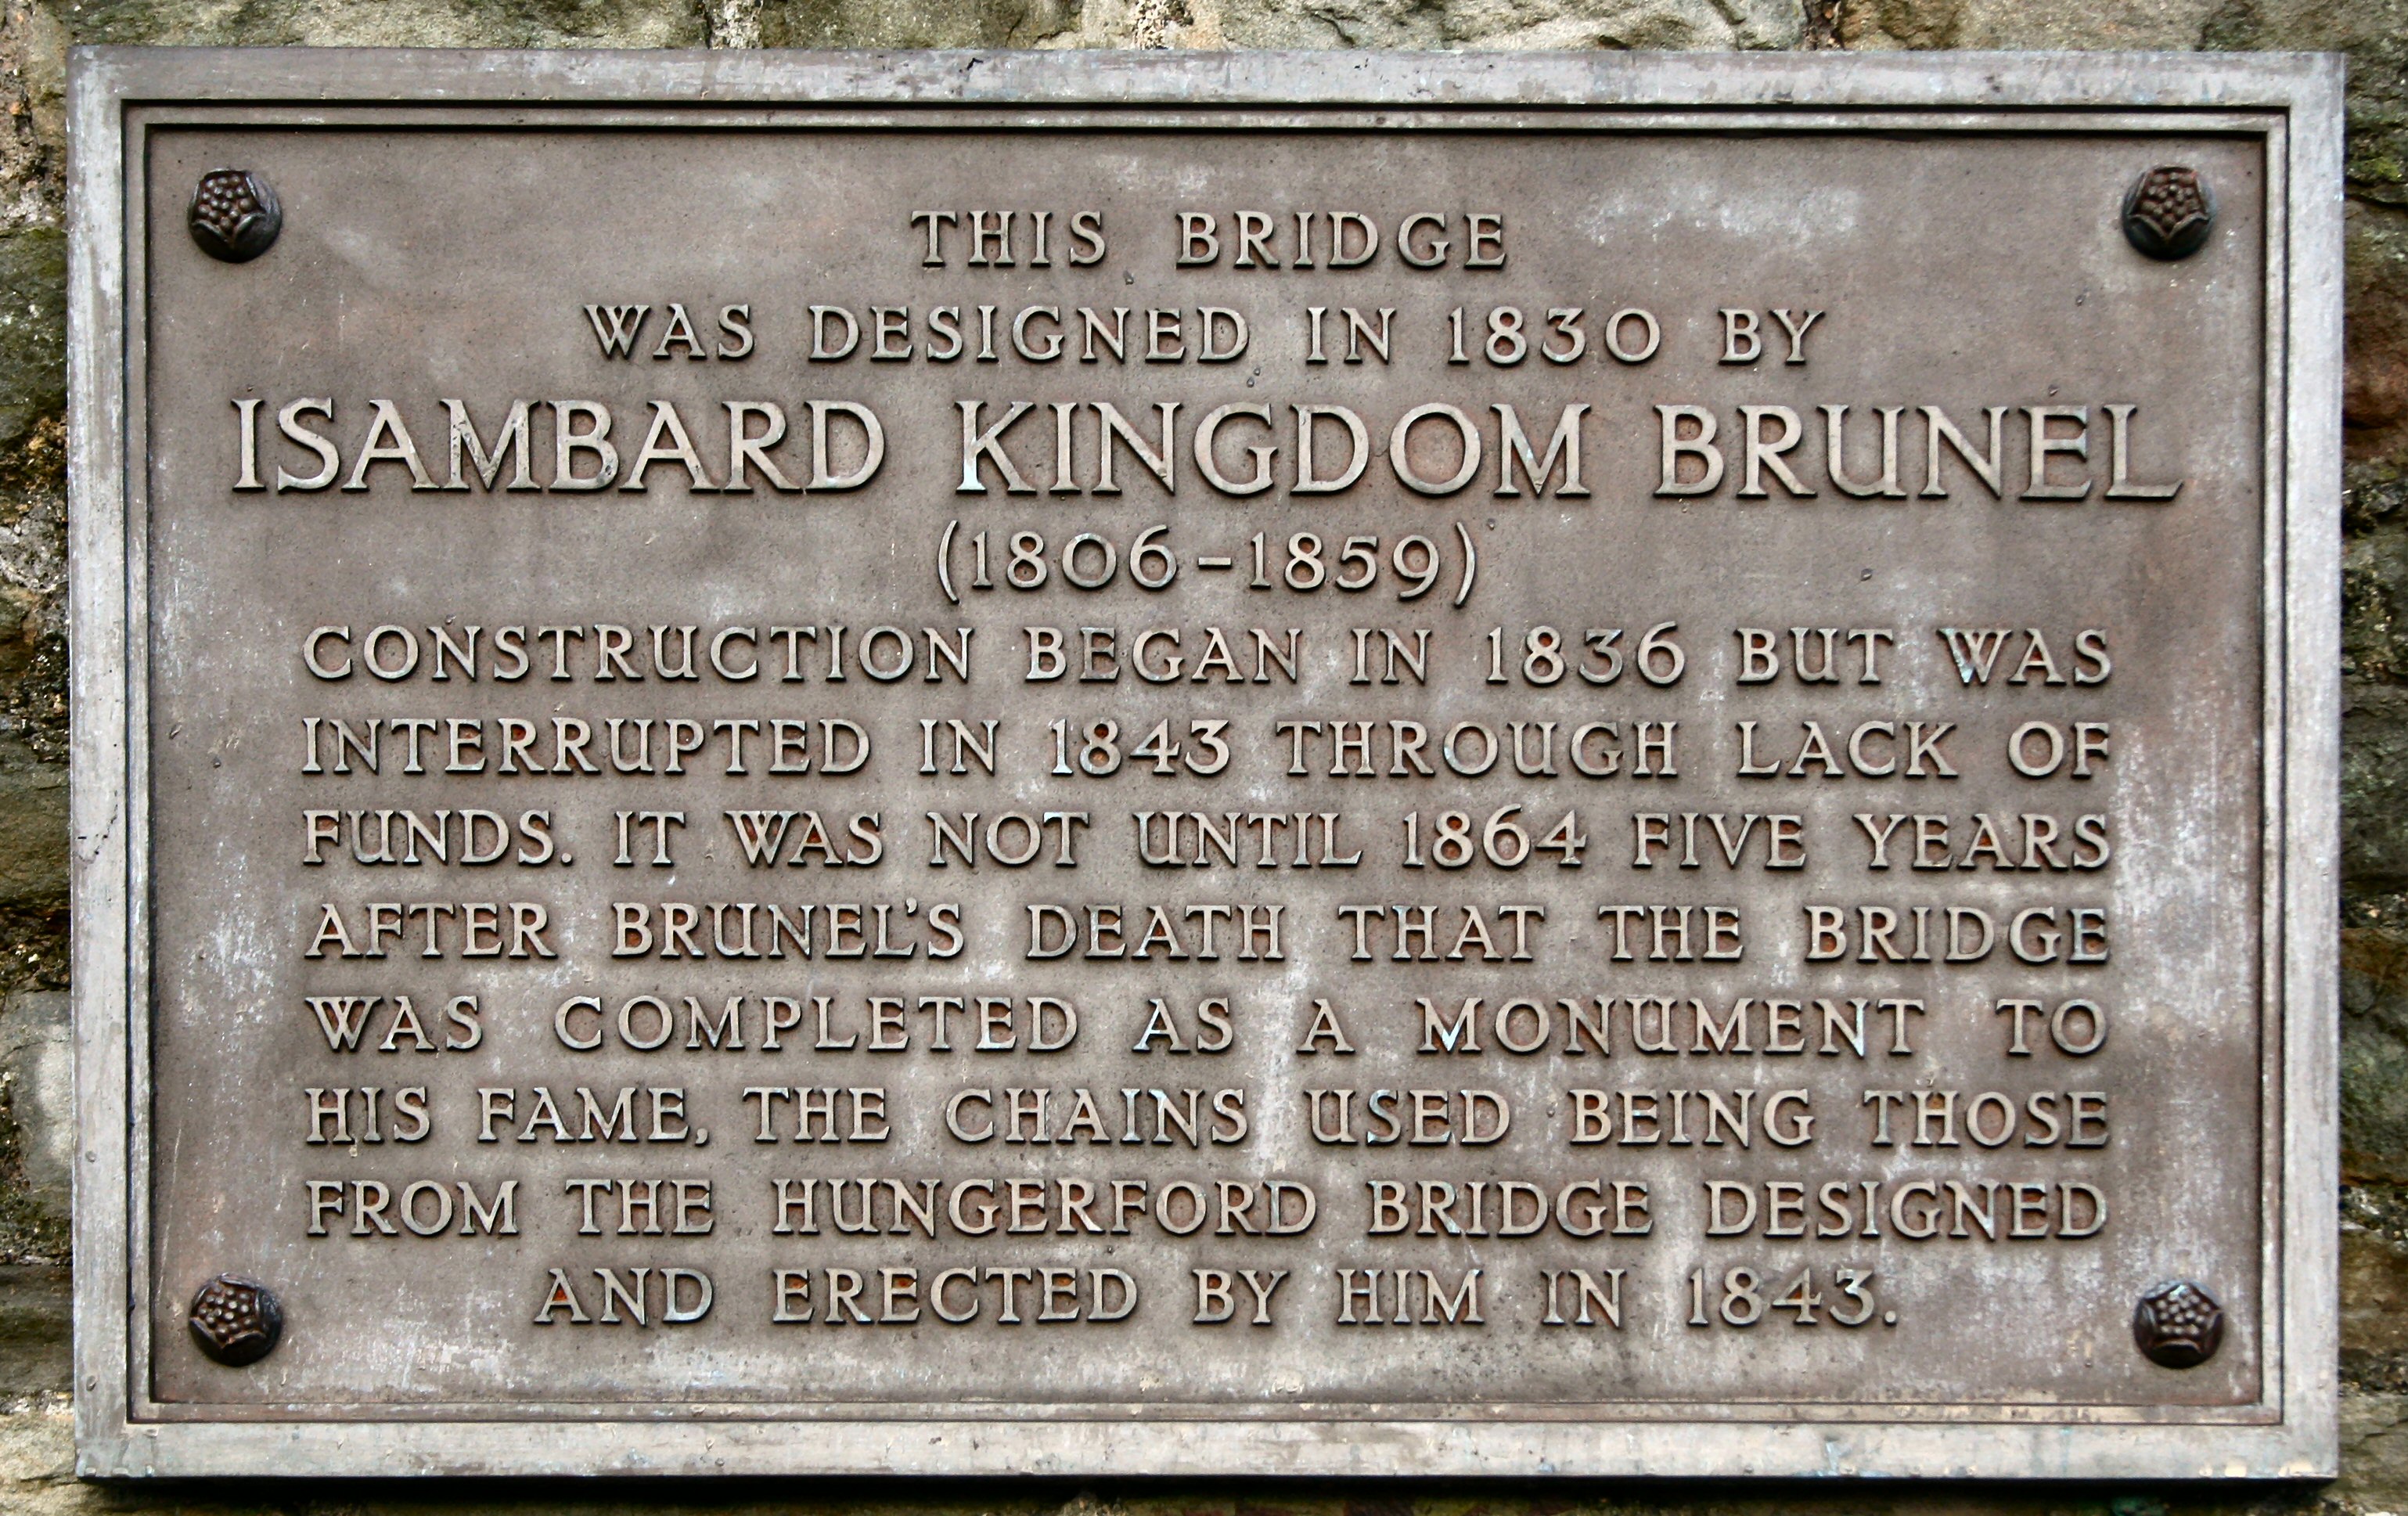 THIS BRIDGE
WAS DESIGNED IN 1830 BY
ISAMBARD KINGDOM BRUNEL
(1806-1859)
CONSTRUCTION BEGAN IN 1836 BUT WAS
INTERRUPTED IN 1843 THROUGH LACK OF
FUNDS. IT WAS NOT UNTIL 1864 FIVE YEARS
AFTER BRUNEL'S DEATH THAT THE BRIDGE
WAS COMPLETED AS A MONUMENT TO
HIS FAME, THE CHAINS USED BEING THOSE
FROM THE HUNGERFORD BRIDGE DESIGNED
AND ERECTED BY HIM IN 1843.